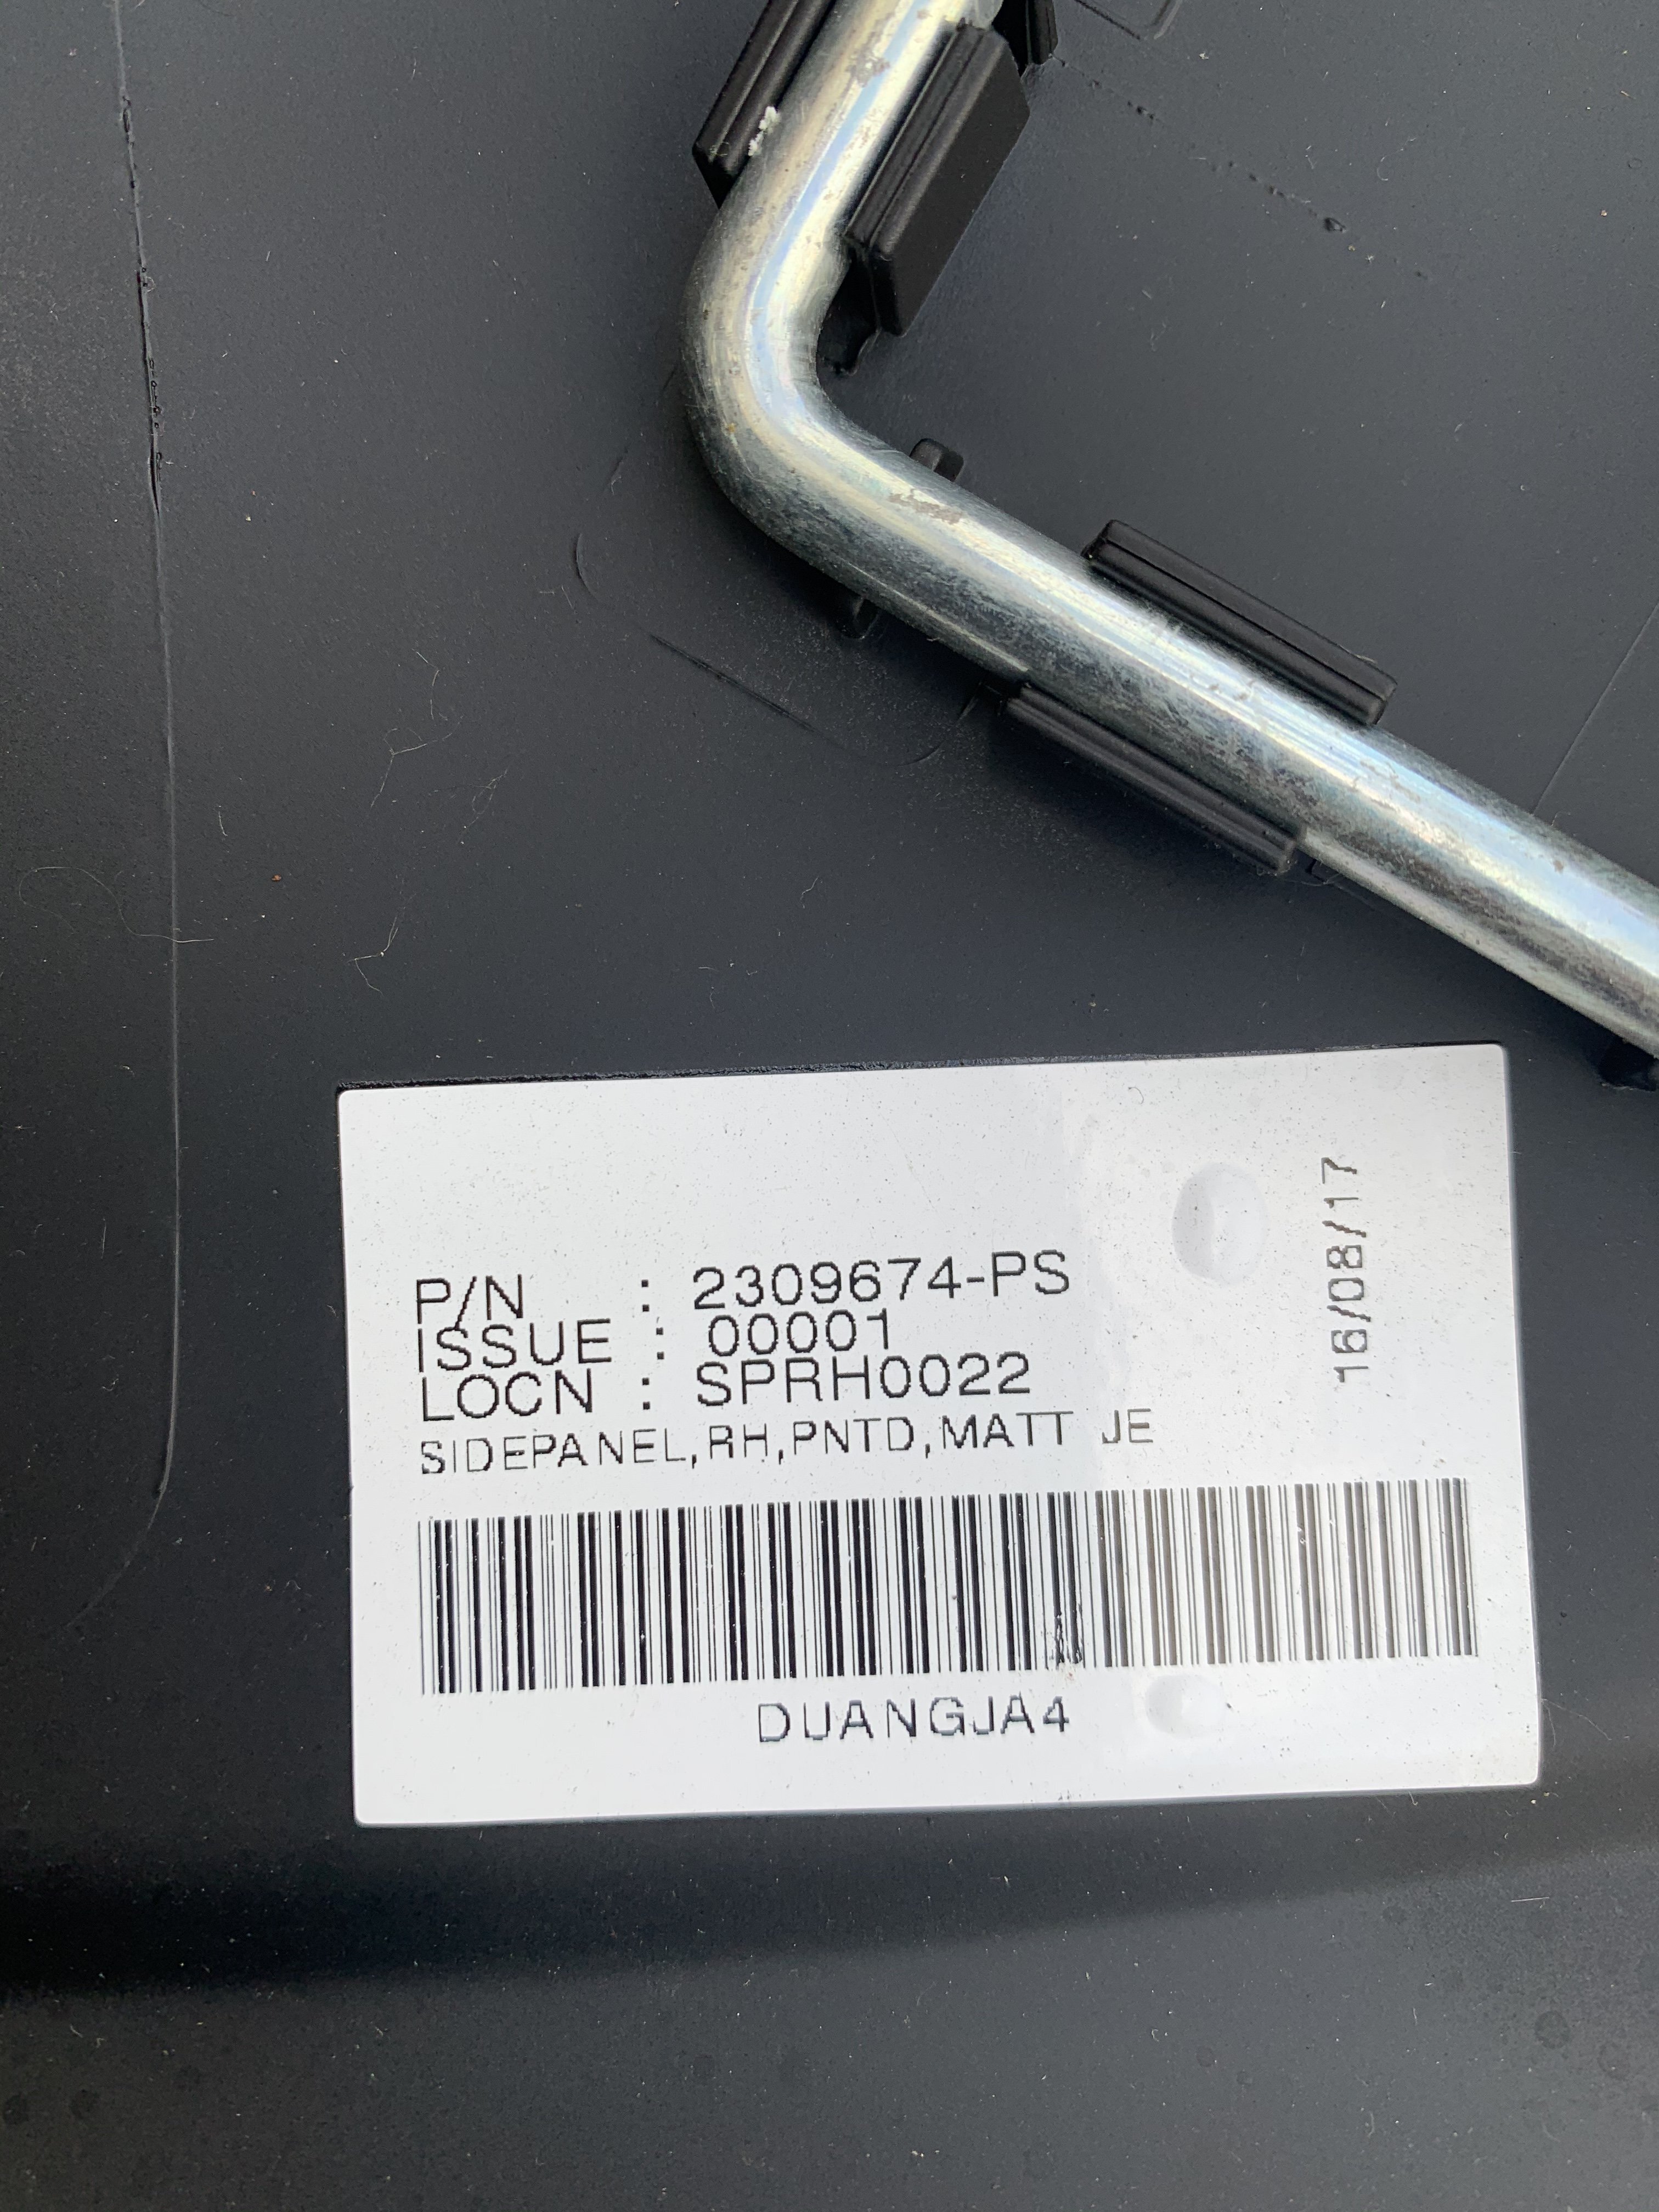 P/N : 2309674-PS
ISSUE : 00001
LOCN : SPRH0022
SIDEPANEL,RH,PNTD,MATT JE
DUANGJA4
16/08/17